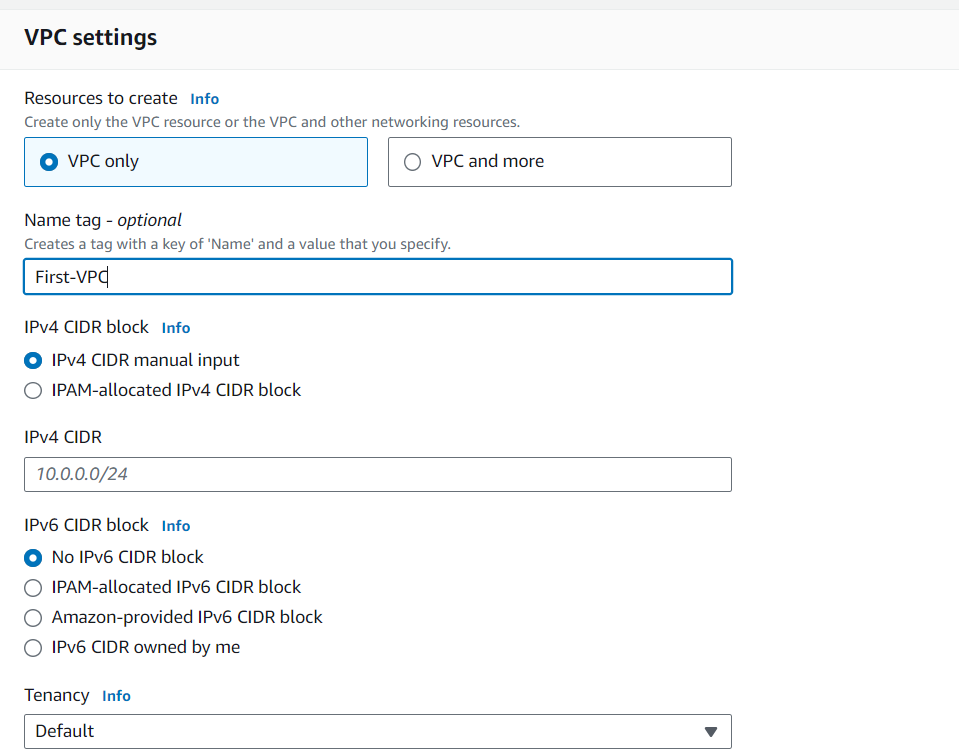 VPC settings
Resources to create Info
Create only the VPC resource or the VPC and other networking resources.
VPC only
VPC and more
Name tag - optional
Creates a tag with a key of 'Name' and a value that you specify.
First-VPC
IPv4 CIDR block Info
IPv4 CIDR manual input
IPAM-allocated IPv4 CIDR block
IPv4 CIDR
10.0.0.0/24
IPv6 CIDR block Info
No IPv6 CIDR block
IPAM-allocated IPv6 CIDR block
Amazon-provided IPv6 CIDR block
IPv6 CIDR owned by me
Tenancy Info
Default